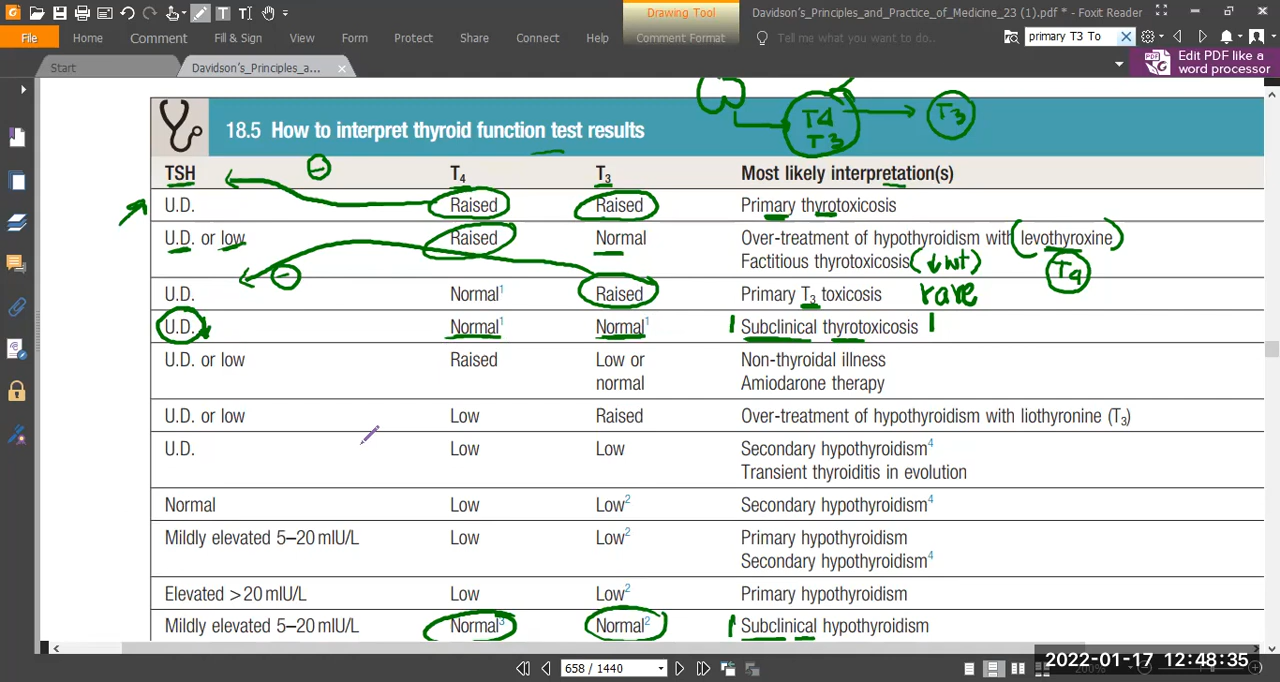 Drawing Tool
Davidson's_Principles_and_Practice_of_Medicine_23 (1).pdf * - Foxit Reader
File Home Comment Fill & Sign View Form Protect Share Connect Help Comment Format Tell me what you want to do.. primary T3 To
Start Davidson's_Principles_a...
Edit PDF like a
word processor
T4
T3
T3
18.5 How to interpret thyroid function test results
TSH T4 T3 Most likely interpretation(s)
U.D. Raised Raised Primary thyrotoxicosis
U.D. or low Raised Normal Over-treatment of hypothyroidism with levothyroxine
Factitious thyrotoxicosis (↓wt) T4
U.D. Normal1 Raised Primary T3 toxicosis rare
U.D. Normal1 Normal1 Subclinical thyrotoxicosis
U.D. or low Raised Low or normal Non-thyroidal illness
Amiodarone therapy
U.D. or low Low Raised Over-treatment of hypothyroidism with liothyronine (T3)
U.D. Low Low Secondary hypothyroidism4
Transient thyroiditis in evolution
Normal Low Low2 Secondary hypothyroidism4
Mildly elevated 5–20 mIU/L Low Low2 Primary hypothyroidism
Secondary hypothyroidism4
Elevated >20 mIU/L Low Low2 Primary hypothyroidism
Mildly elevated 5–20 mIU/L Normal3 Normal2 Subclinical hypothyroidism
658 / 1440
2022-01-17 12:48:35